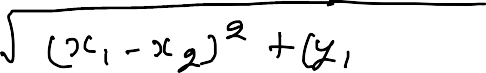 √(x₁ - x₂)² + (y₁